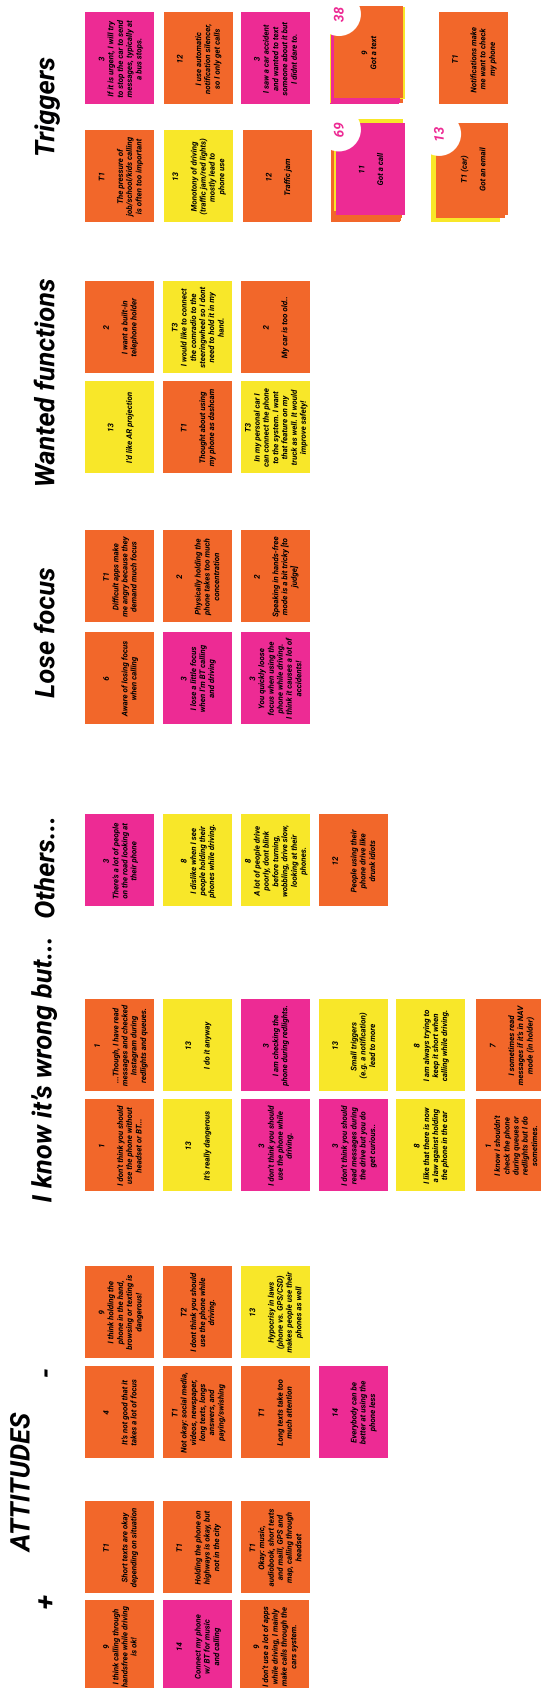 ATTITUDES
+
9
I think calling through
handsfree while driving
is ok!
T1
Short texts are okay
depending on situation
14
Connect my phone
w/ BT for music
and calling
T1
Holding the phone on
highways is okay, but
not in the city
9
I don't use a lot of apps
while driving, I mainly
make calls through the
cars system.
T1
Okay: music,
audiobook, short texts
and maill, GPS and
map, calling through
headset
-
4
It's not good that it
takes a lot of focus
9
I think holding the
phone in the hand,
browsing or texting is
dangerous!
T1
Not okay: social media,
videos, newspaper,
long texts, longs
answers, and
paying/swishing
T2
I dont think you should
use the phone while
driving.
T1
Long texts take too
much attention
13
Hypocrisy in laws
(phone vs. GPS/CSD)
makes people use their
phones as well
14
Everybody can be
better at using the
phone less
I know it's wrong but...
1
I don't think you should
use the phone without
headset or BT...
1
... Though, I have read
messages and checked
Instagram during
redlights and queues.
13
It's really dangerous
13
I do it anyway
3
I don't think you should
use the phone while
driving.
3
I am checking the
phone during redlights.
3
I don't think you should
read messages during
the drive but you do
get curious...
13
Small triggers
(e.g. a notification)
lead to more
8
I like that there is now
a law against holding
the phone in the car
8
I am always trying to
keep it short when
calling while driving.
1
I know I shouldn't
check the phone
during queues or
redlights but I do
sometimes.
7
I sometimes read
messages if it's in NAV
mode (in holder)
Others...
3
There's a lot of people
on the road looking at
their phone
8
I dislike when I see
people holding their
phones while driving.
8
A lot of people drive
poorly, dont blink
before turning,
wobbling, drive slow,
looking at their
phones.
12
People using their
phone drive like
drunk idiots
Lose focus
6
Aware of losing focus
when calling
T1
Difficult apps make
me angry because they
demand much focus
3
I lose a little focus
when I'm BT calling
and driving
2
Physically holding the
phone takes too much
concentration
3
You quickly loose
focus when using the
phone while driving.
I think it causes a lot of
accidents!
2
Speaking in hands-free
mode is a bit tricky [to
judge]
Wanted functions
13
I'd like AR projection
2
I want a built-in
telephone holder
T1
Thought about using
my phone as dashcam
T3
I would like to connect
the comradio to the
steeringwheel so I dont
need to hold it in my
hand.
T3
In my personal car I
can connect the phone
to the system. I want
that feature on my
truck as well. It would
improve safety!
2
My car is too old..
Triggers
T1
The pressure of
job/school/kids calling
is often too important
3
If it is urgent, I will try
to stop the car to send
messages, typically at
a bus stops.
13
Monotony of driving
(traffic jam/red lights)
mostly lead to
phone use
12
I use automatic
notification silencer,
so I only get calls
12
Traffic jam
3
I saw a car accident
and wanted to text
someone about it but
I didnt dare to.
69
11
Got a call
38
9
Got a text
13
T1 (car)
Got an email
T1
Notifications make
me want to check
my phone